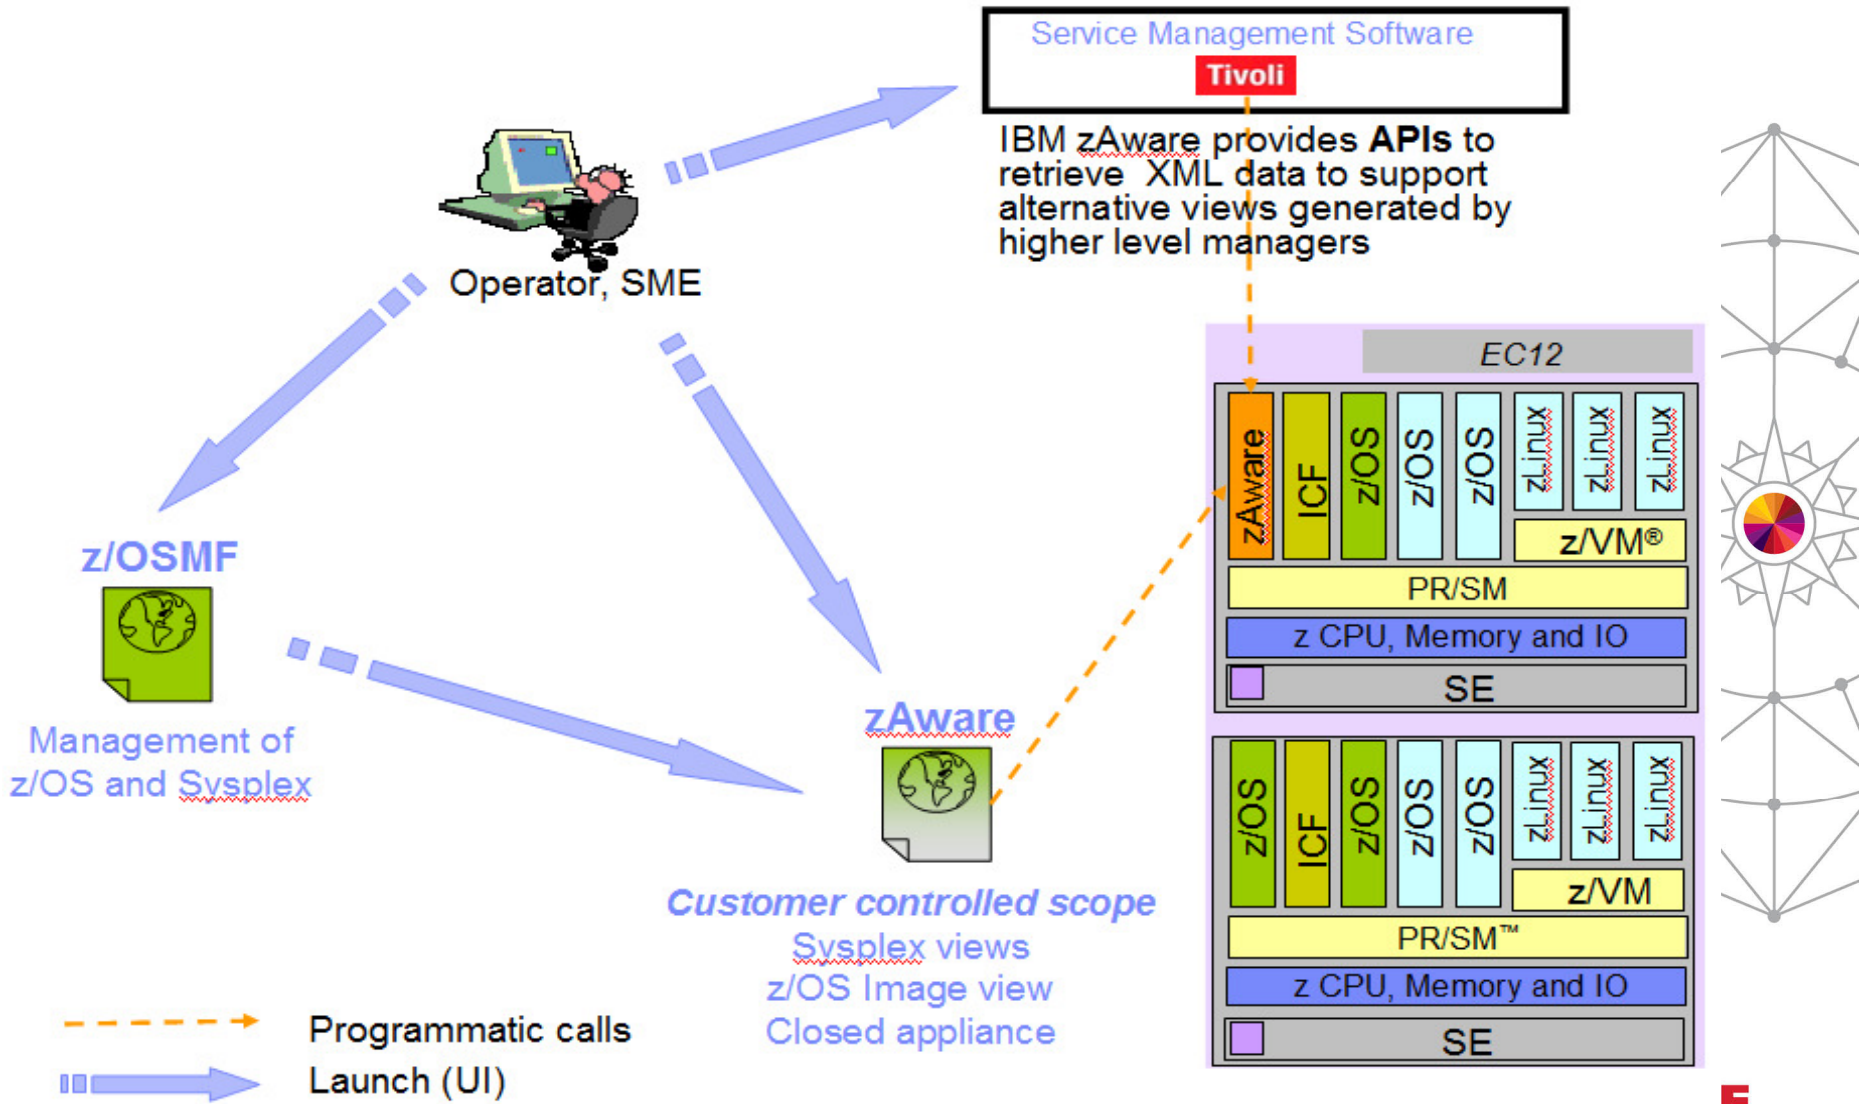 Service Management Software
Tivoli
IBM zAware provides APIs to
retrieve XML data to support
alternative views generated by
higher level managers
Operator, SME
z/OSMF
Management of
z/OS and Sysplex
zAware
Customer controlled scope
Sysplex views
z/OS Image view
Closed appliance
EC12
zAware
ICF
z/OS
z/OS
z/OS
zLinux
zLinux
zLinux
z/VM®
PR/SM
z CPU, Memory and IO
SE
z/OS
ICF
z/OS
z/OS
z/OS
zLinux
zLinux
zLinux
z/VM
PR/SM™
z CPU, Memory and IO
SE
Programmatic calls
Launch (UI)